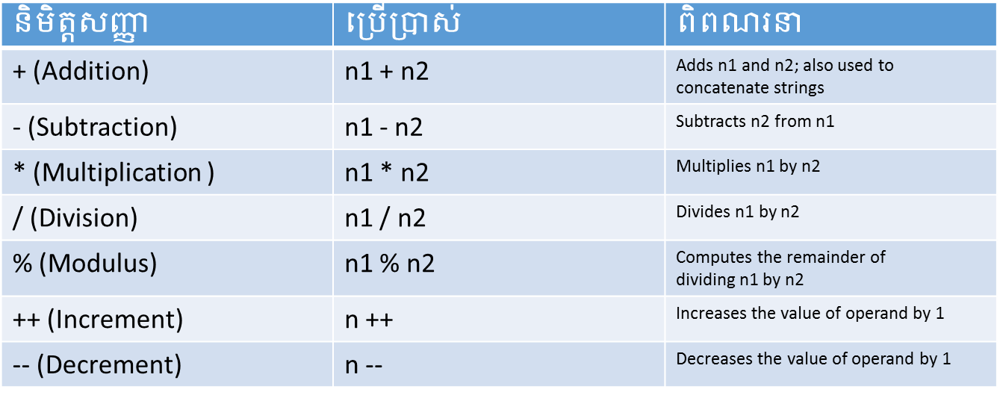 និមិត្តសញ្ញា ប្រើប្រាស់ ពិពណរនា
+ (Addition) n1 + n2 Adds n1 and n2; also used to
concatenate strings
- (Subtraction) n1 - n2 Subtracts n2 from n1
* (Multiplication ) n1 * n2 Multiplies n1 by n2
/ (Division) n1 / n2 Divides n1 by n2
% (Modulus) n1 % n2 Computes the remainder of
dividing n1 by n2
++ (Increment) n ++ Increases the value of operand by 1
-- (Decrement) n -- Decreases the value of operand by 1